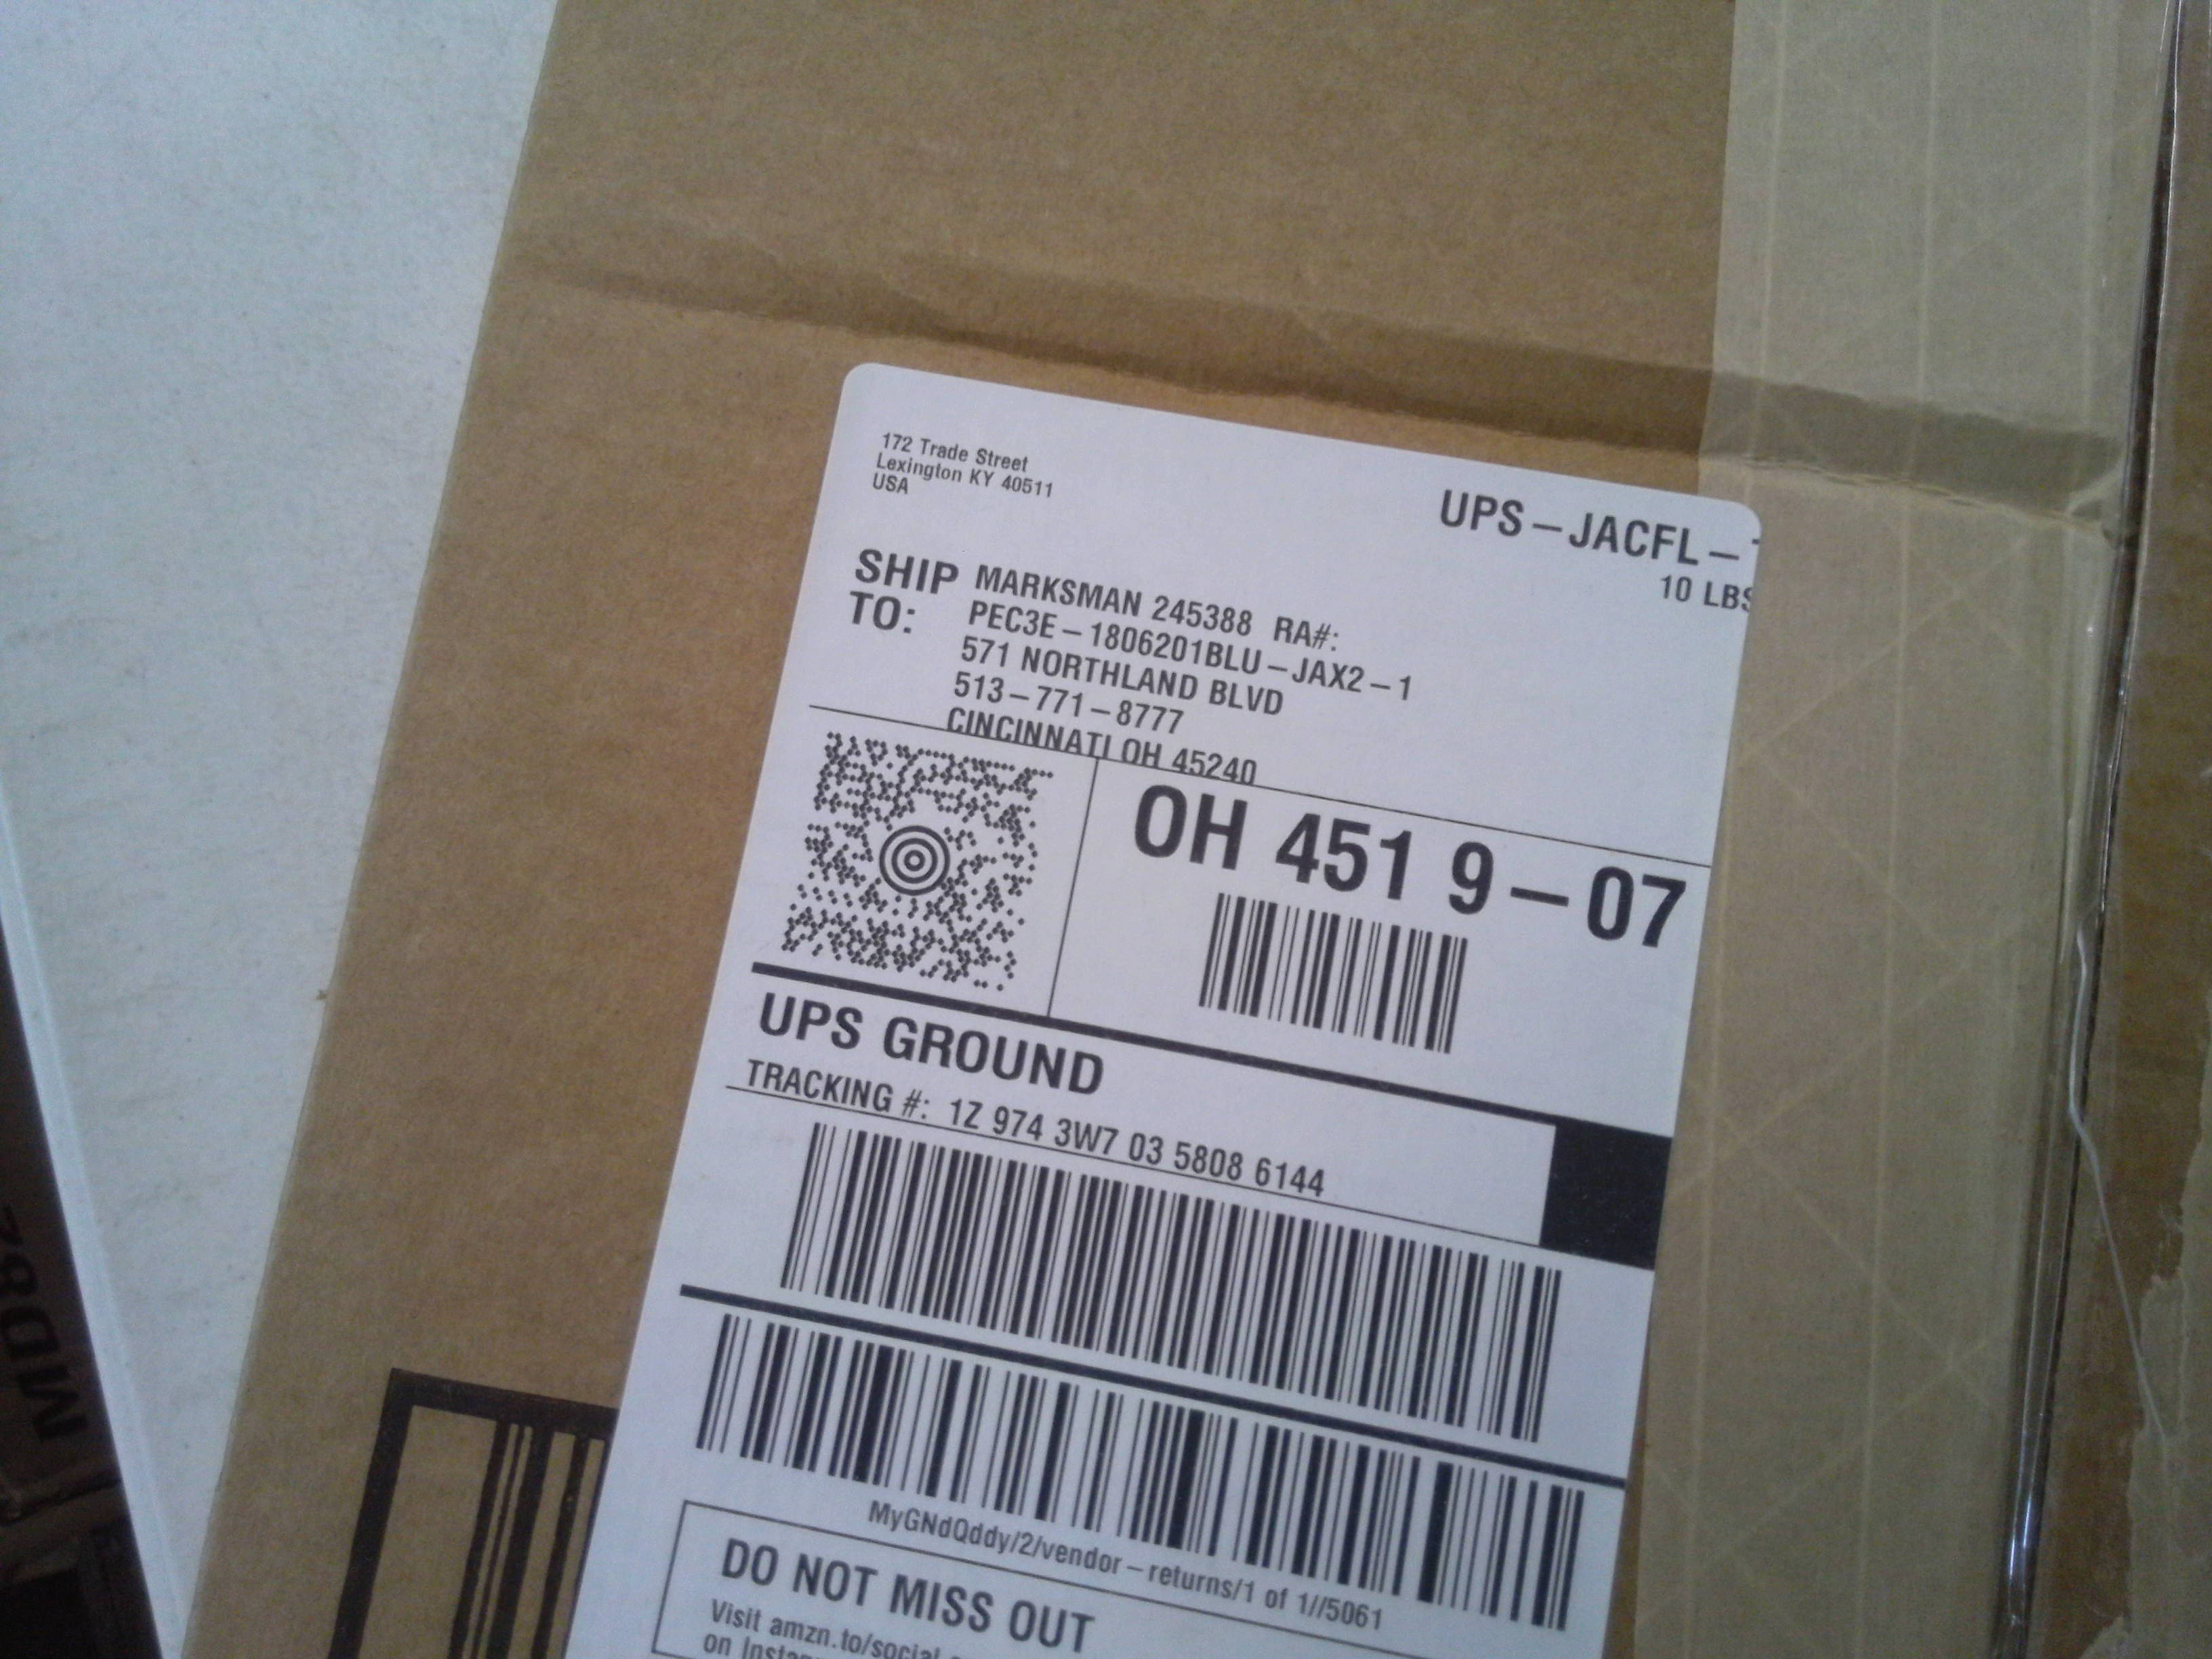 172 Trade Street
Lexington KY 40511
USA
UPS – JACFL –
10 LBS
SHIP TO:
MARKSMAN 245388 RA#:
PEC3E – 1806201BLU – JAX2 – 1
571 NORTHLAND BLVD
513 – 771 – 8777
CINCINNATI OH 45240
OH 451 9 – 07
UPS GROUND
TRACKING #: 1Z 974 3W7 03 5808 6144
MyGNdQddy/2/vendor – returns/1 of 1//5061
DO NOT MISS OUT
Visit amzn.to/social
on